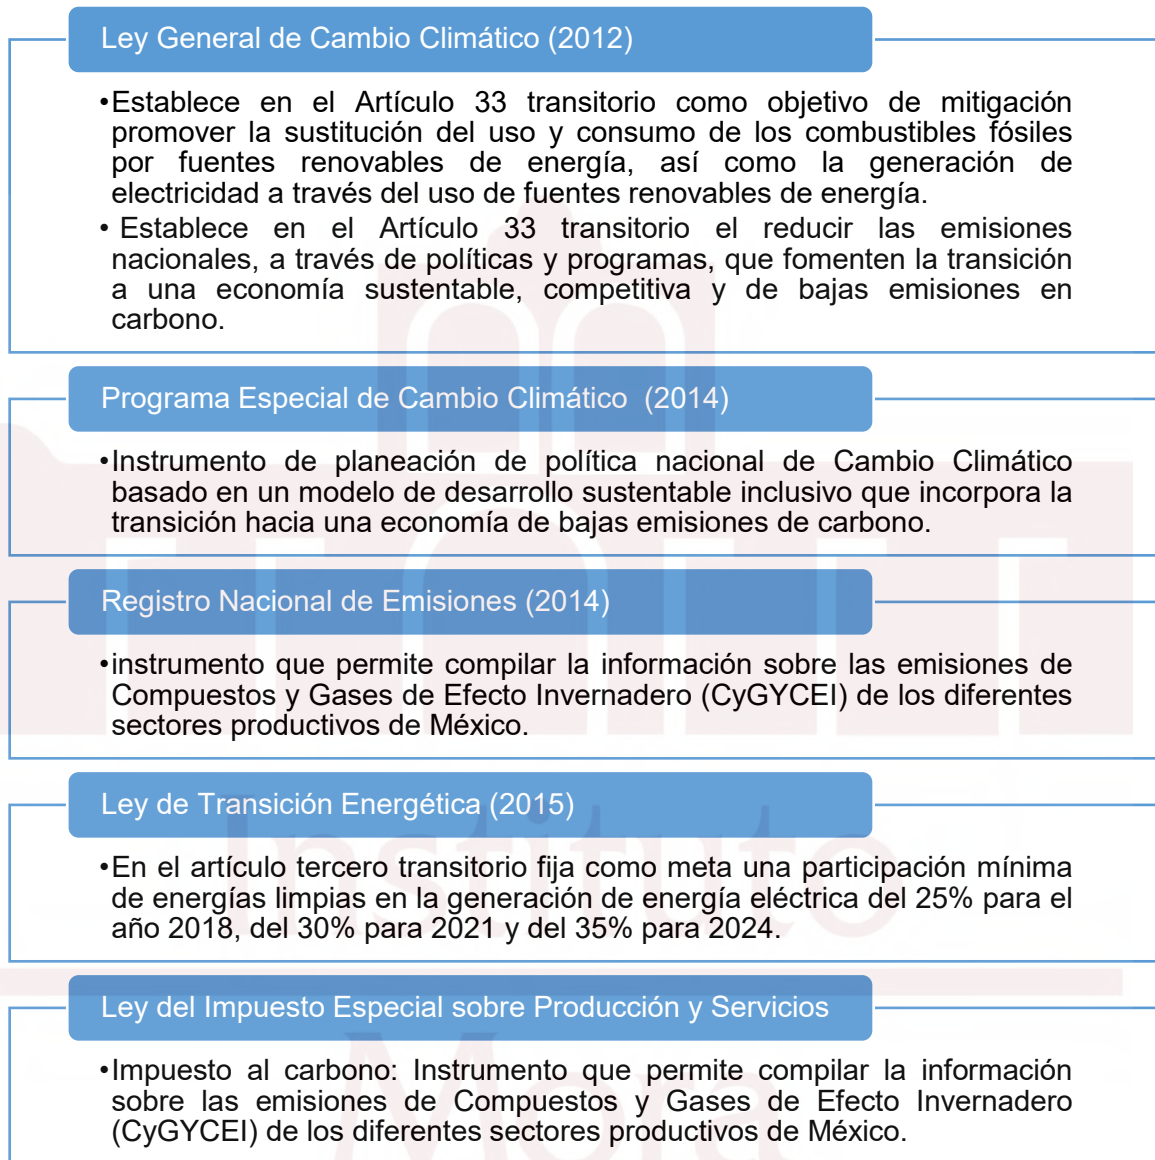 Ley General de Cambio Climático (2012)
•Establece en el Artículo 33 transitorio como objetivo de mitigación
promover la sustitución del uso y consumo de los combustibles fósiles
por fuentes renovables de energía, así como la generación de
electricidad a través del uso de fuentes renovables de energía.
• Establece en el Artículo 33 transitorio el reducir las emisiones
nacionales, a través de políticas y programas, que fomenten la transición
a una economía sustentable, competitiva y de bajas emisiones en
carbono.
Programa Especial de Cambio Climático (2014)
•Instrumento de planeación de política nacional de Cambio Climático
basado en un modelo de desarrollo sustentable inclusivo que incorpora la
transición hacia una economía de bajas emisiones de carbono.
Registro Nacional de Emisiones (2014)
•instrumento que permite compilar la información sobre las emisiones de
Compuestos y Gases de Efecto Invernadero (CyGYCEI) de los diferentes
sectores productivos de México.
Ley de Transición Energética (2015)
•En el artículo tercero transitorio fija como meta una participación mínima
de energías limpias en la generación de energía eléctrica del 25% para el
año 2018, del 30% para 2021 y del 35% para 2024.
Ley del Impuesto Especial sobre Producción y Servicios
•Impuesto al carbono: Instrumento que permite compilar la información
sobre las emisiones de Compuestos y Gases de Efecto Invernadero
(CyGYCEI) de los diferentes sectores productivos de México.
Instituto
Mora